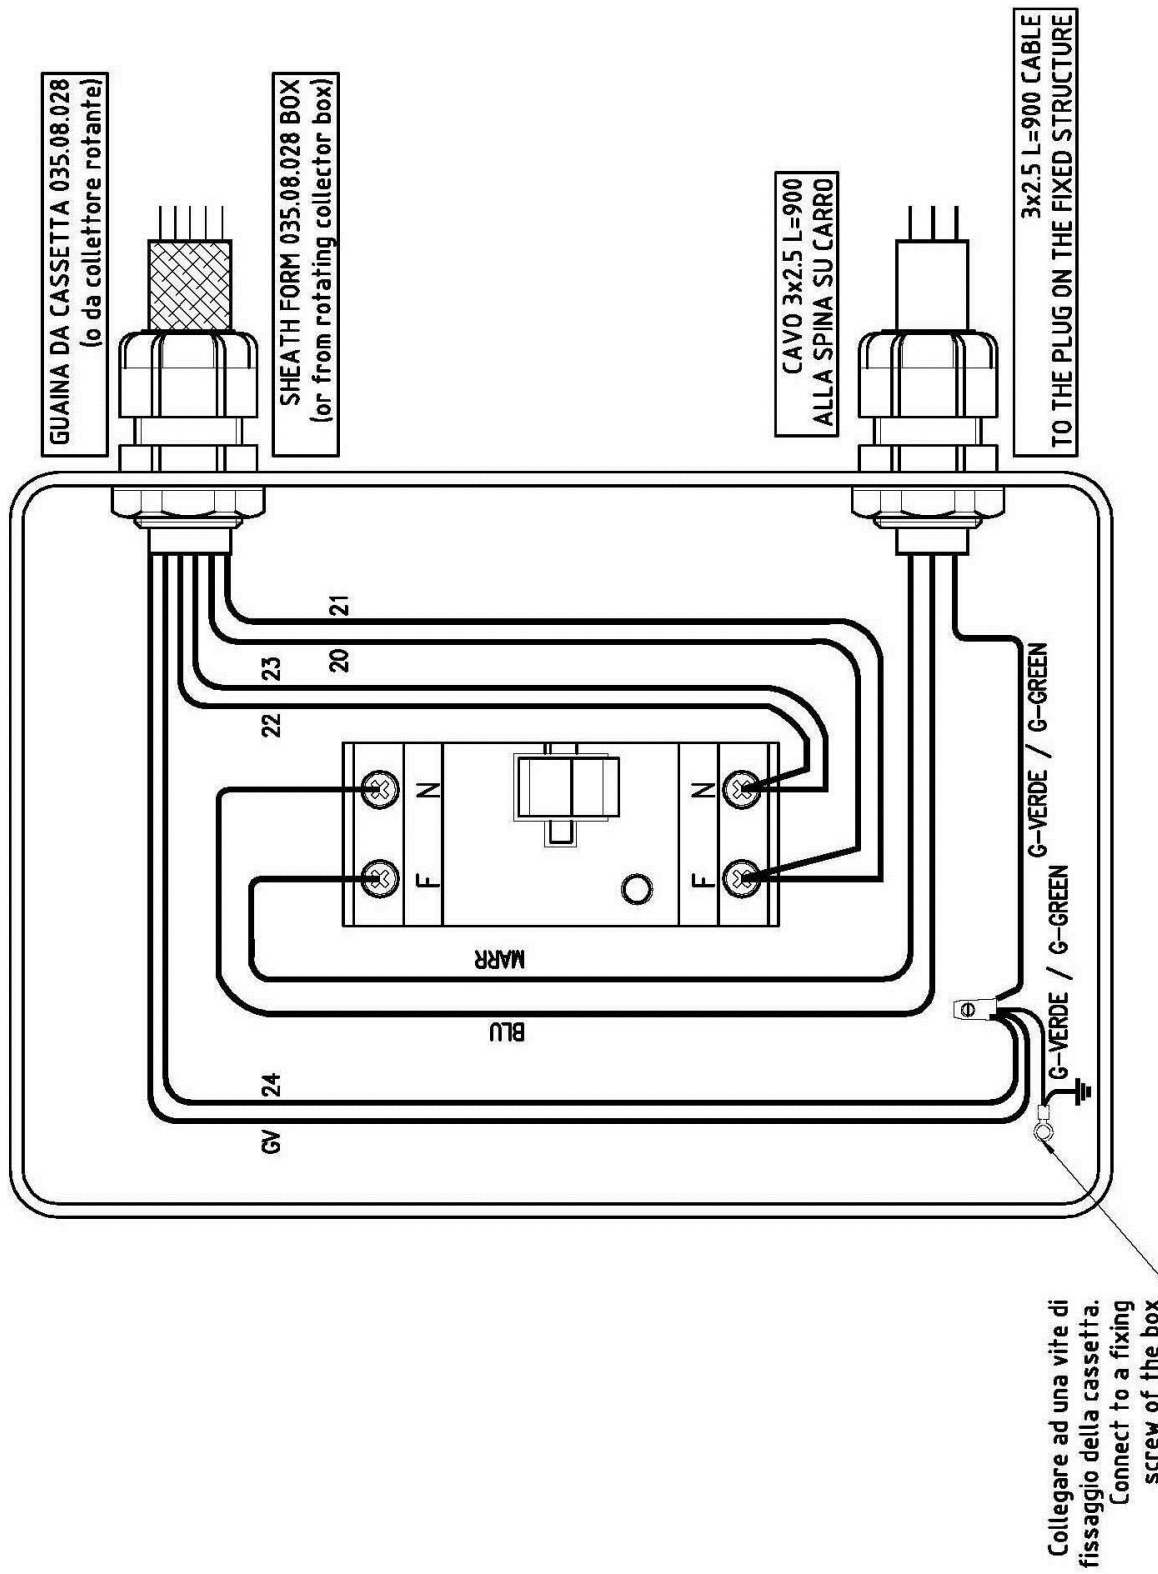 GUAINA DA CASSETTA 035.08.028
(o da collettore rotante)
SHEATH FORM 035.08.028 BOX
(or from rotating collector box)
CAVO 3x2.5 L=900
ALLA SPINA SU CARRO
3x2.5 L=900 CABLE
TO THE PLUG ON THE FIXED STRUCTURE
21
20
23
22
N
F
N
F
MARR
BLU
24
GV
G-VERDE / G-GREEN
G-VERDE / G-GREEN
Collegare ad una vite di
fissaggio della cassetta.
Connect to a fixing
screw of the box